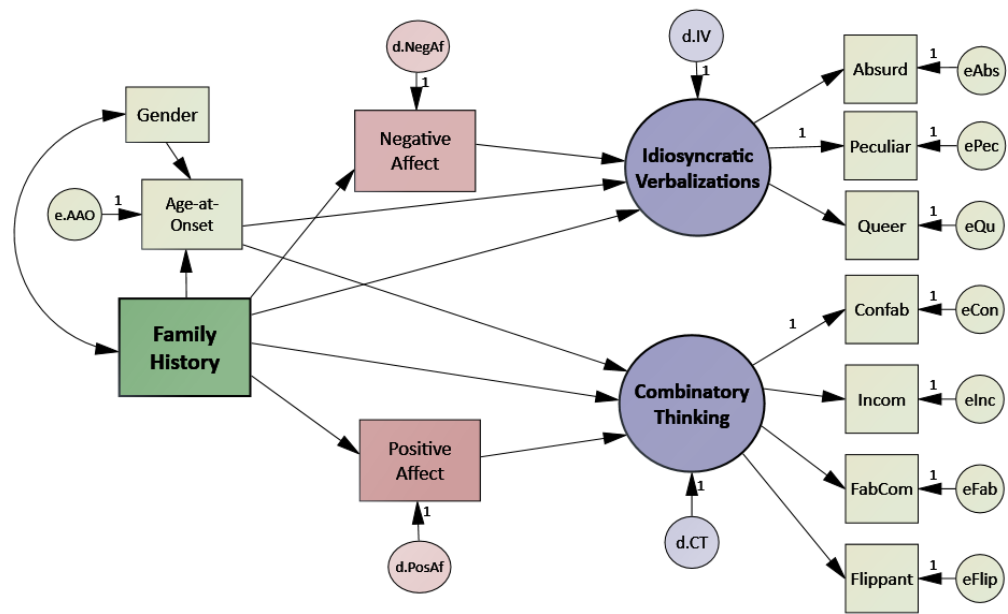 d.NegAf
1
d.IV
1
Absurd
1
eAbs
Gender
Negative
Affect
Idiosyncratic
Verbalizations
1
Peculiar
1
ePec
e.AAO
1
Age-at-
Onset
Queer
1
eQu
Family
History
Confab
1
1
eCon
Combinatory
Thinking
Incom
1
eInc
Positive
Affect
1
d.PosAf
1
d.CT
FabCom
1
eFab
Flippant
1
eFlip